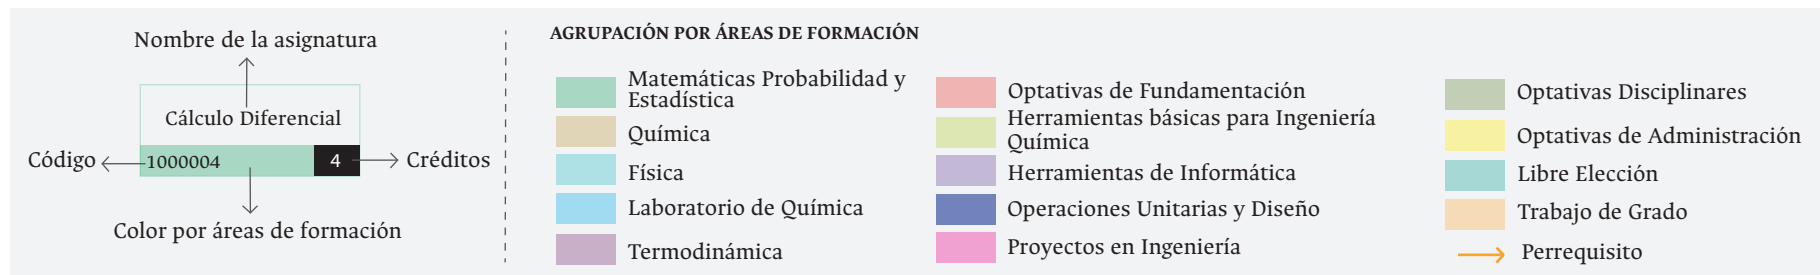 Nombre de la asignatura
Cálculo Diferencial
Código
1000004
4
Créditos
Color por áreas de formación
AGRUPACIÓN POR ÁREAS DE FORMACIÓN
Matemáticas Probabilidad y
Estadística
Química
Física
Laboratorio de Química
Termodinámica
Optativas de Fundamentación
Herramientas básicas para Ingeniería
Química
Herramientas de Informática
Operaciones Unitarias y Diseño
Proyectos en Ingeniería
Optativas Disciplinares
Optativas de Administración
Libre Elección
Trabajo de Grado
Perrequisito